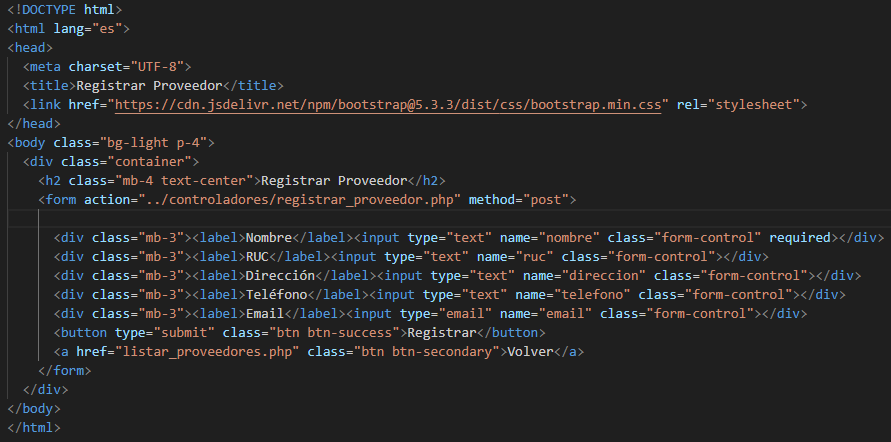 <!DOCTYPE html>
<html lang="es">
<head>
  <meta charset="UTF-8">
  <title>Registrar Proveedor</title>
  <link href="https://cdn.jsdelivr.net/npm/bootstrap@5.3.3/dist/css/bootstrap.min.css" rel="stylesheet">
</head>
<body class="bg-light p-4">
  <div class="container">
    <h2 class="mb-4 text-center">Registrar Proveedor</h2>
    <form action="../controladores/registrar_proveedor.php" method="post">

      <div class="mb-3"><label>Nombre</label><input type="text" name="nombre" class="form-control" required></div>
      <div class="mb-3"><label>RUC</label><input type="text" name="ruc" class="form-control"></div>
      <div class="mb-3"><label>Dirección</label><input type="text" name="direccion" class="form-control"></div>
      <div class="mb-3"><label>Teléfono</label><input type="text" name="telefono" class="form-control"></div>
      <div class="mb-3"><label>Email</label><input type="email" name="email" class="form-control"></div>
      <button type="submit" class="btn btn-success">Registrar</button>
      <a href="listar_proveedores.php" class="btn btn-secondary">Volver</a>
    </form>
  </div>
</body>
</html>